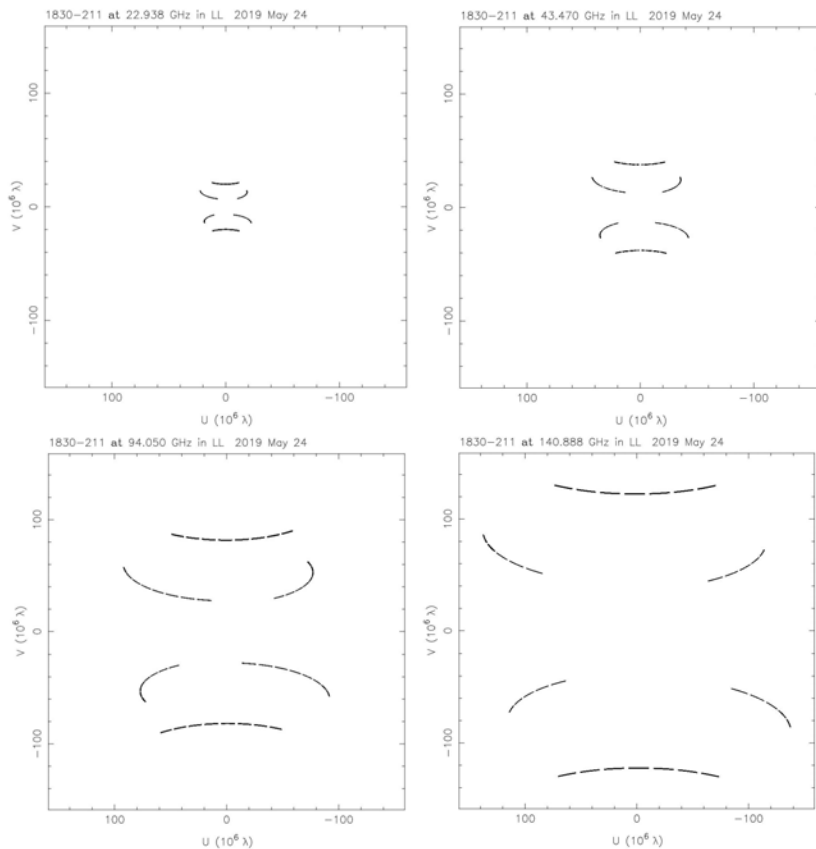 1830-211 at 22.938 GHz in LL 2019 May 24
V (10⁶ λ)
100
0
-100
100
0
-100
U (10⁶ λ)
1830-211 at 43.470 GHz in LL 2019 May 24
V (10⁶ λ)
100
0
-100
100
0
-100
U (10⁶ λ)
1830-211 at 94.050 GHz in LL 2019 May 24
V (10⁶ λ)
100
0
-100
100
0
-100
U (10⁶ λ)
1830-211 at 140.888 GHz in LL 2019 May 24
V (10⁶ λ)
100
0
-100
100
0
-100
U (10⁶ λ)